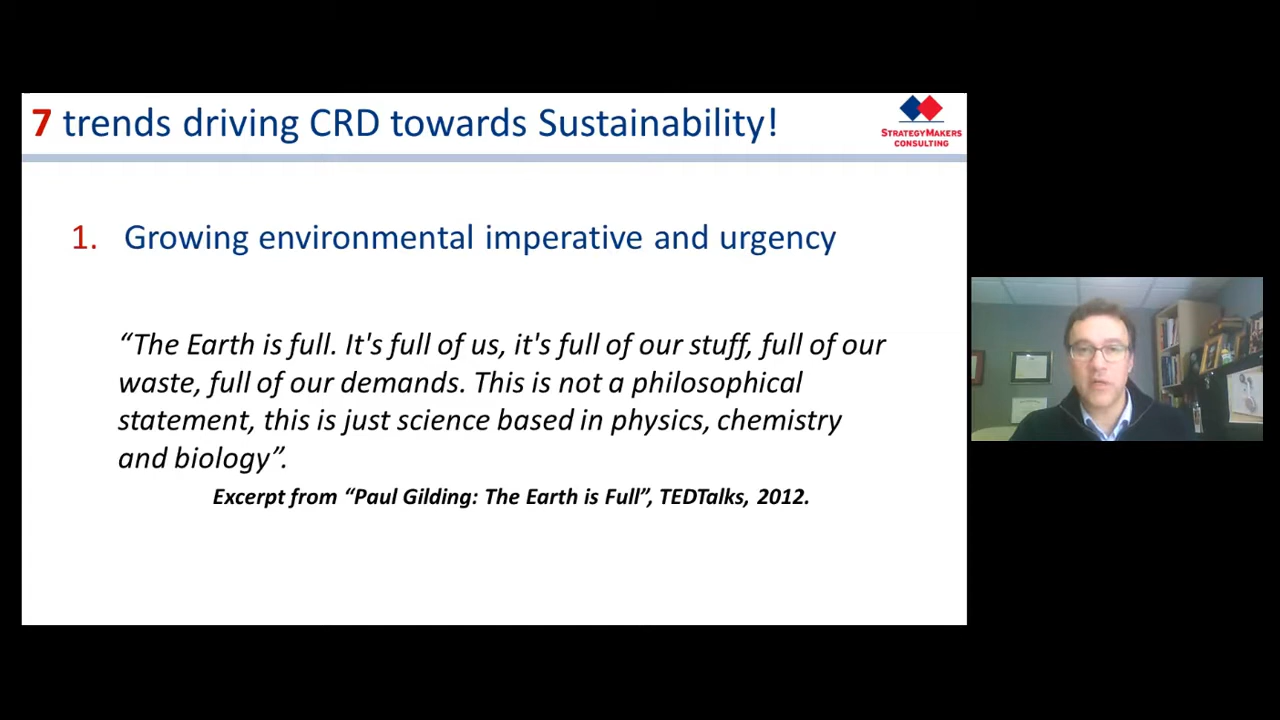 7 trends driving CRD towards Sustainability!
STRATEGYMAKERS
CONSULTING
1. Growing environmental imperative and urgency
“The Earth is full. It's full of us, it's full of our stuff, full of our
waste, full of our demands. This is not a philosophical
statement, this is just science based in physics, chemistry
and biology”.
Excerpt from “Paul Gilding: The Earth is Full”, TEDTalks, 2012.